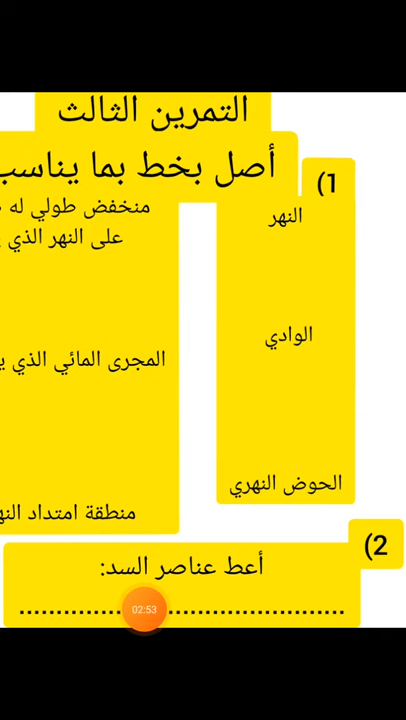 التمرين الثالث
أصل بخط بما يناسب
1)
النهر
منخفض طولي له
على النهر الذي
الوادي
المجرى المائي الذي
الحوض النهري
منطقة امتداد
2)
أعط عناصر السد:
............................................
02:53